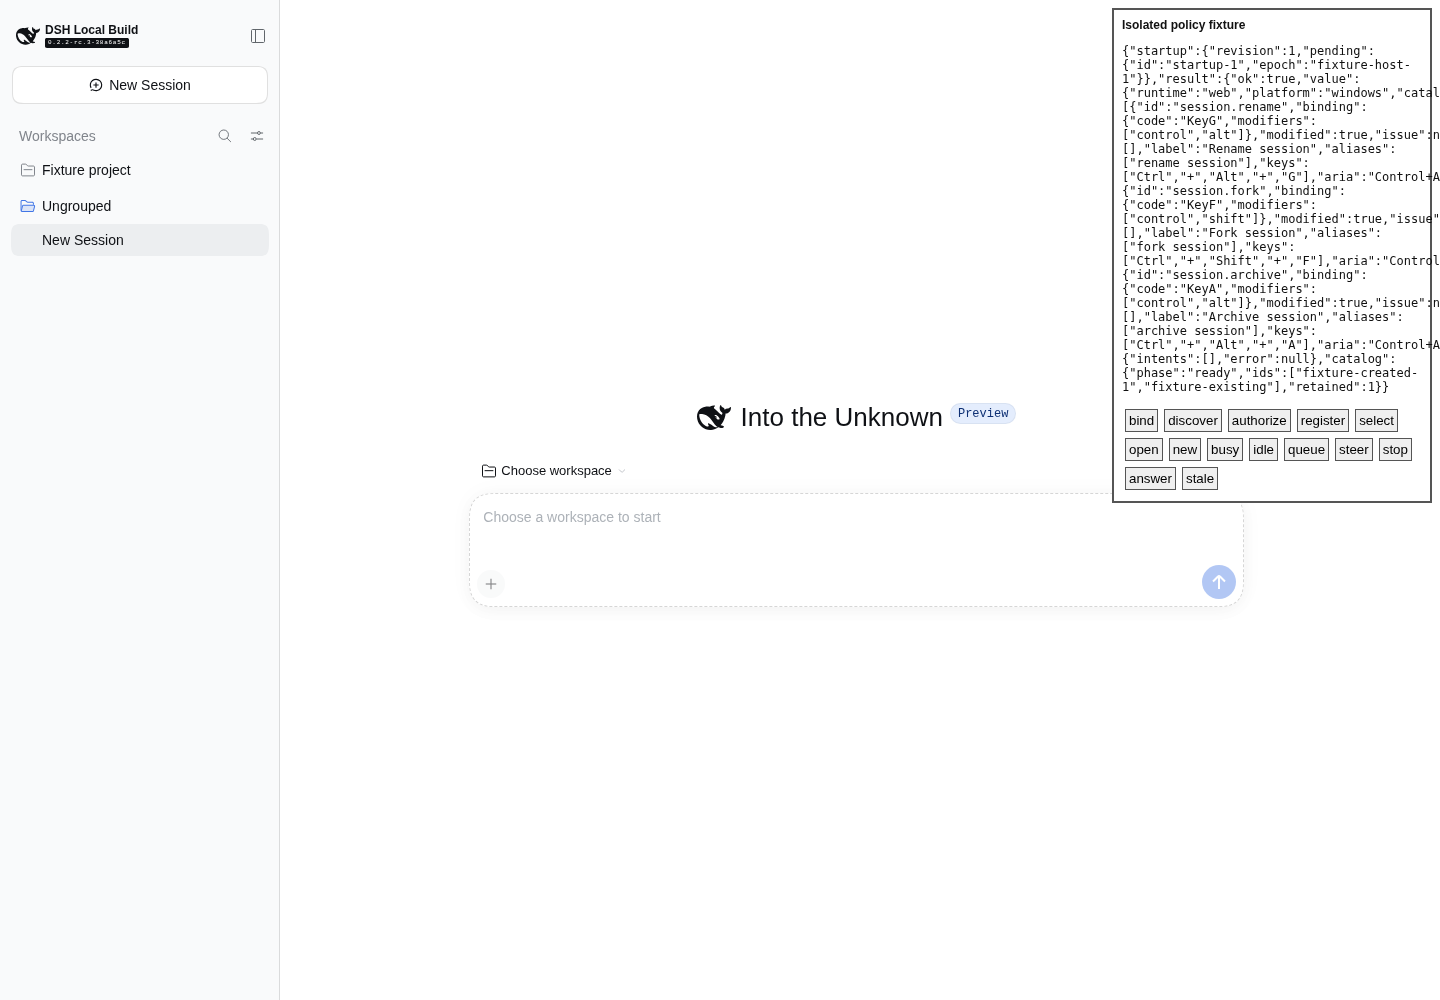 DSH Local Build
0.2.2-rc.3-38a6a5c
New Session
Workspaces
Fixture project
Ungrouped
New Session
Into the Unknown
Preview
Choose workspace
Choose a workspace to start
Isolated policy fixture
{"startup":{"revision":1,"pending":
{"id":"startup-1","epoch":"fixture-host-
1"}},"result":{"ok":true,"value":
{"runtime":"web","platform":"windows","catal
[{"id":"session.rename","binding":
{"code":"KeyG","modifiers":
["control","alt"]},"modified":true,"issue":n
[],"label":"Rename session","aliases":
["rename session"],"keys":
["Ctrl","+","Alt","+","G"],"aria":"Control+A
{"id":"session.fork","binding":
{"code":"KeyF","modifiers":
["control","shift"]},"modified":true,"issue"
[],"label":"Fork session","aliases":
["fork session"],"keys":
["Ctrl","+","Shift","+","F"],"aria":"Control
{"id":"session.archive","binding":
{"code":"KeyA","modifiers":
["control","alt"]},"modified":true,"issue":n
[],"label":"Archive session","aliases":
["archive session"],"keys":
["Ctrl","+","Alt","+","A"],"aria":"Control+A
{"intents":[],"error":null},"catalog":
{"phase":"ready","ids":["fixture-created-
1","fixture-existing"],"retained":1}}
bind discover authorize register select
open new busy idle queue steer stop
answer stale